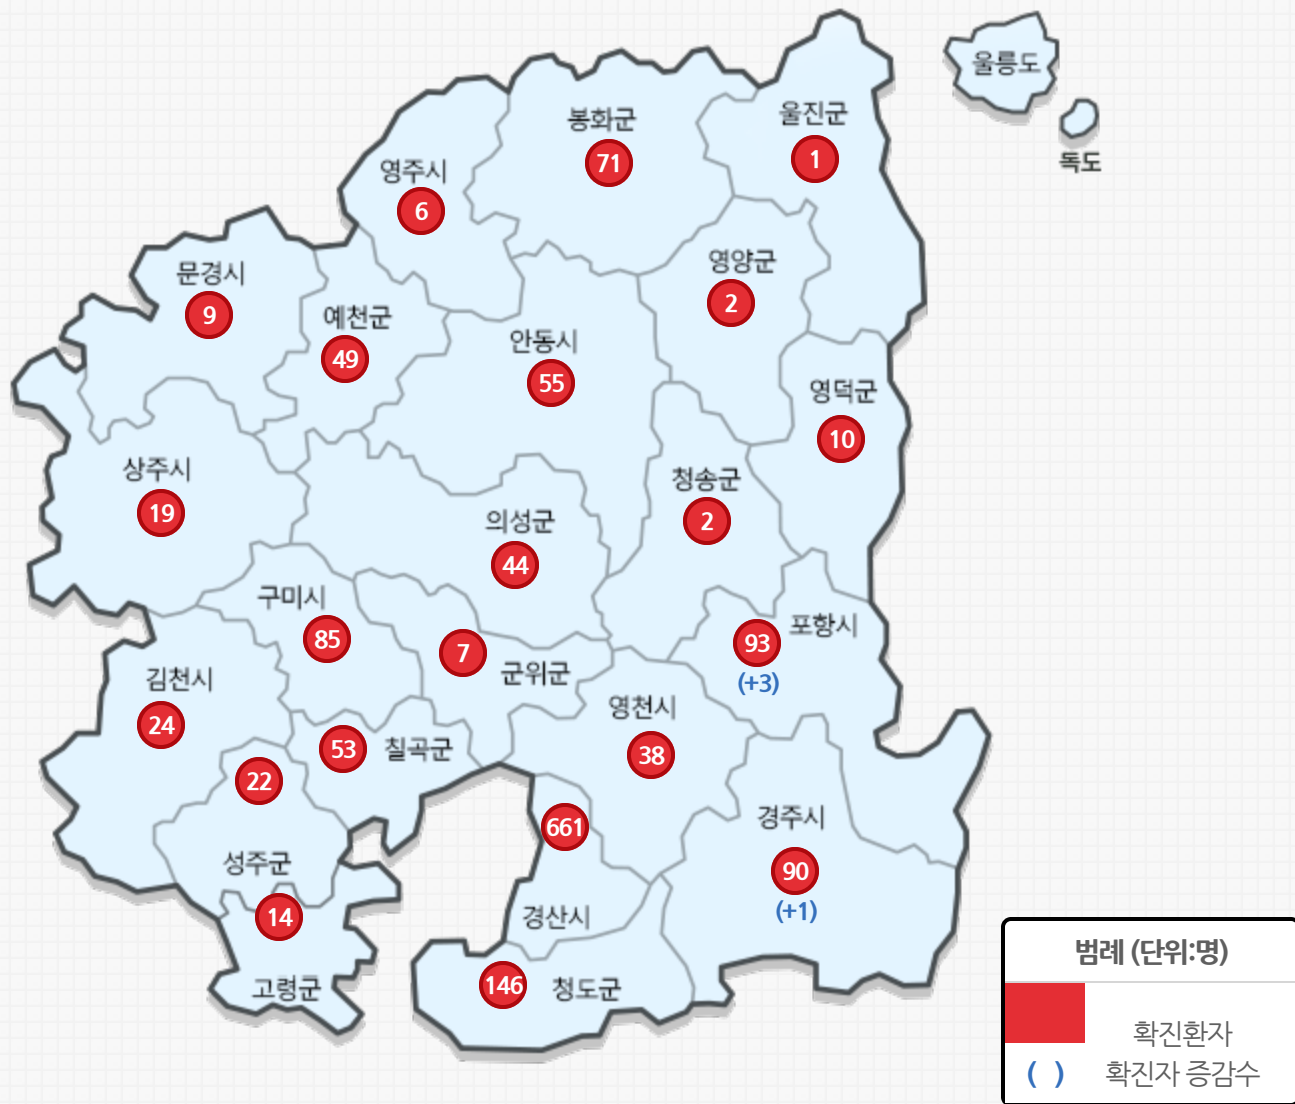 울릉도
독도
봉화군
71
울진군
1
영주시
6
영양군
2
문경시
9
예천군
49
안동시
55
영덕군
10
상주시
19
청송군
2
의성군
44
구미시
85
7
군위군
포항시
93
(+3)
김천시
24
영천시
38
53
칠곡군
22
성주군
661
경산시
경주시
90
(+1)
14
고령군
146
청도군
범례 (단위:명)
확진환자
( ) 확진자 증감수